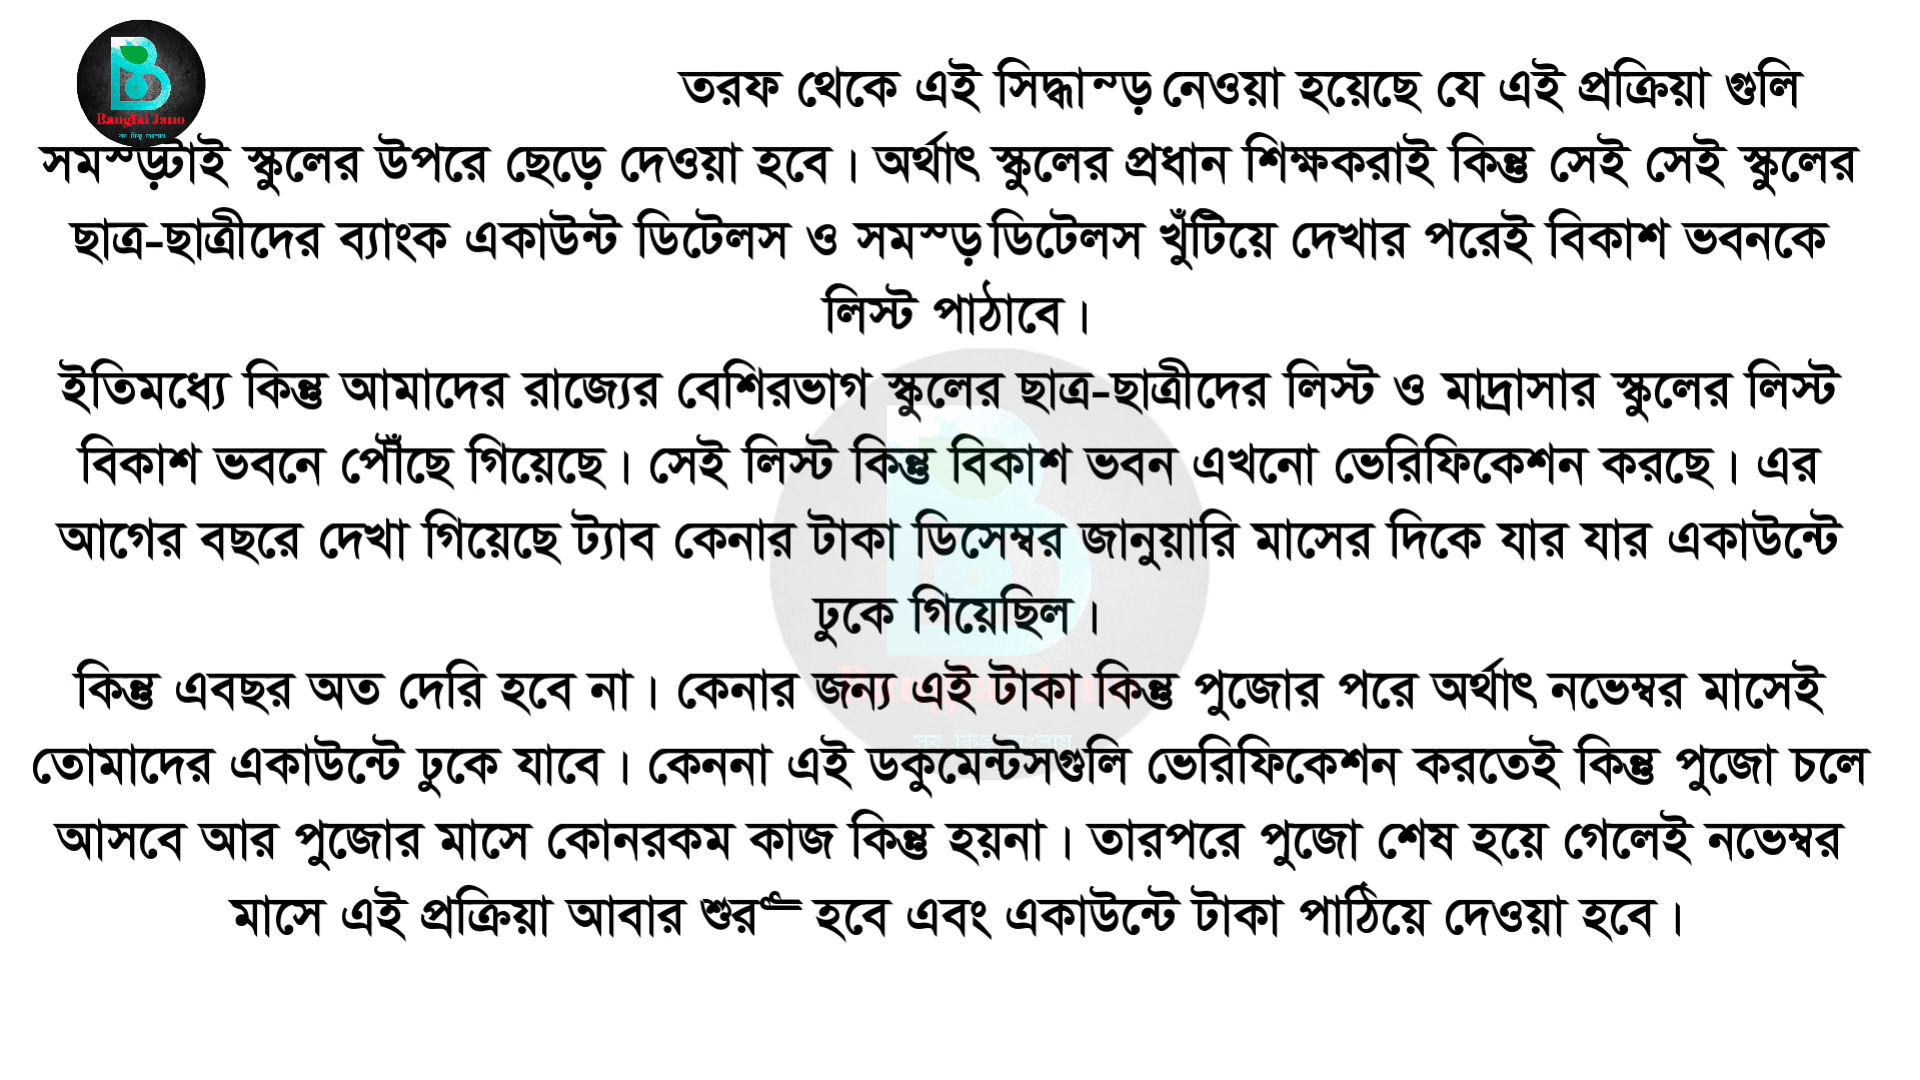 Banglai Jano
সব কিছু বাংলায়
তরফ থেকে এই সিদ্ধান্ড় নেওয়া হয়েছে যে এই প্রক্রিয়া গুলি
সমস্ড়টাই স্কুলের উপরে ছেড়ে দেওয়া হবে। অর্থাৎ স্কুলের প্রধান শিক্ষকরাই কিন্তু সেই সেই স্কুলের
ছাত্র-ছাত্রীদের ব্যাংক একাউন্ট ডিটেলস ও সমস্ড় ডিটেলস খুঁটিয়ে দেখার পরেই বিকাশ ভবনকে
লিস্ট পাঠাবে।
ইতিমধ্যে কিন্তু আমাদের রাজ্যের বেশিরভাগ স্কুলের ছাত্র-ছাত্রীদের লিস্ট ও মাদ্রাসার স্কুলের লিস্ট
বিকাশ ভবনে পৌঁছে গিয়েছে। সেই লিস্ট কিন্তু বিকাশ ভবন এখনো ভেরিফিকেশন করছে। এর
আগের বছরে দেখা গিয়েছে ট্যাব কেনার টাকা ডিসেম্বর জানুয়ারি মাসের দিকে যার যার একাউন্টে
ঢুকে গিয়েছিল।
কিন্তু এবছর অত দেরি হবে না। কেনার জন্য এই টাকা কিন্তু পুজোর পরে অর্থাৎ নভেম্বর মাসেই
তোমাদের একাউন্টে ঢুকে যাবে। কেননা এই ডকুমেন্টসগুলি ভেরিফিকেশন করতেই কিন্তু পুজো চলে
আসবে আর পুজোর মাসে কোনরকম কাজ কিন্তু হয়না। তারপরে পুজো শেষ হয়ে গেলেই নভেম্বর
মাসে এই প্রক্রিয়া আবার শুর হবে এবং একাউন্টে টাকা পাঠিয়ে দেওয়া হবে।